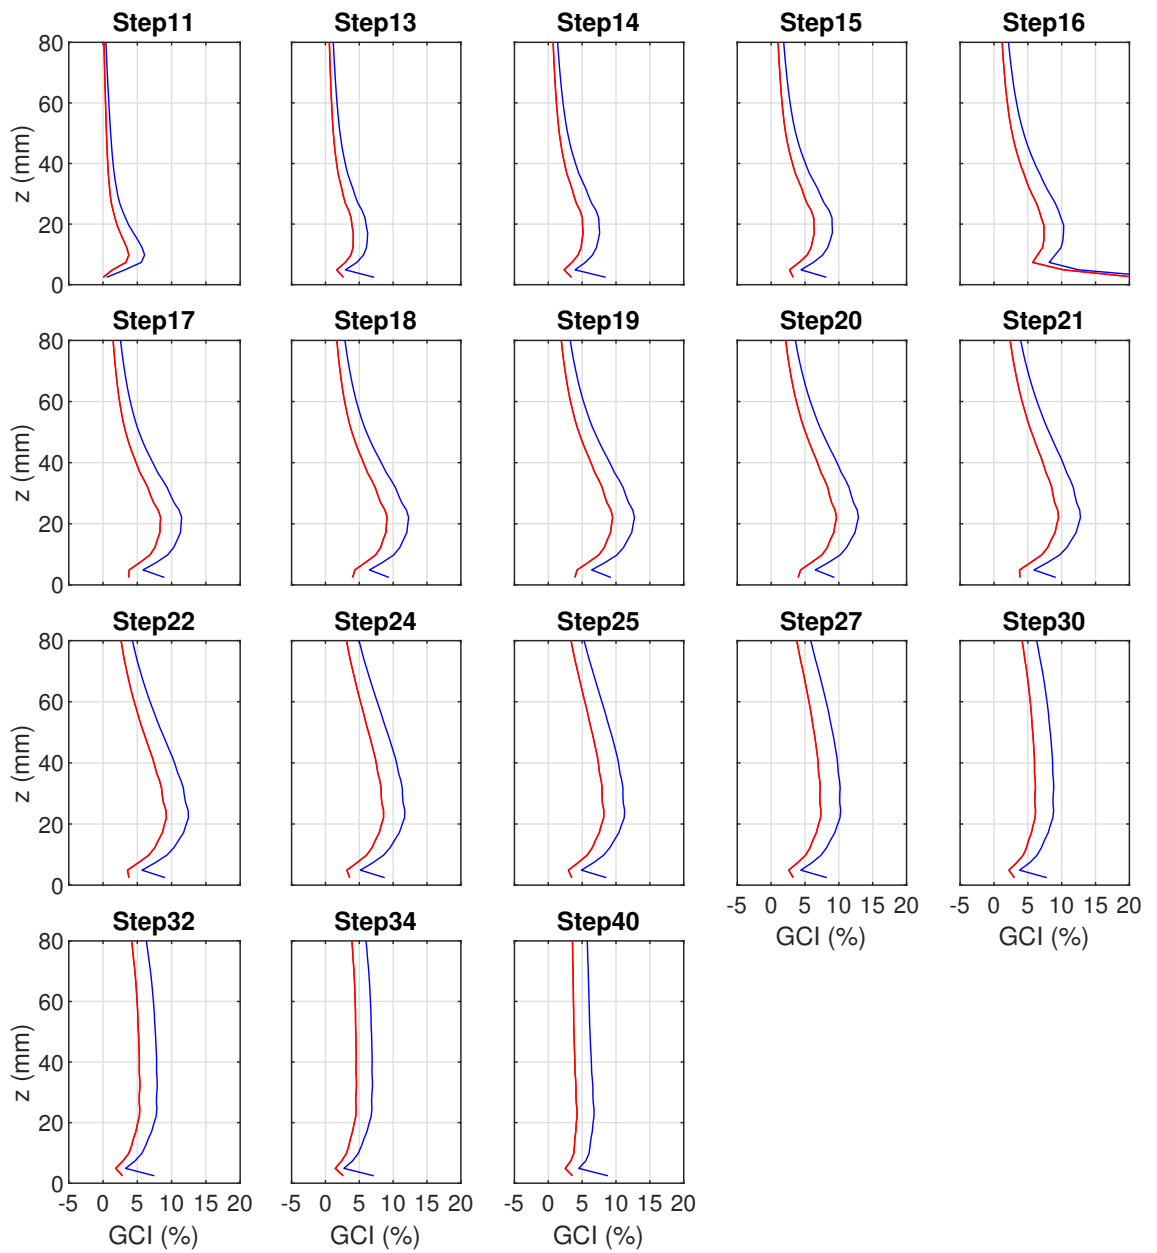 Step11 Step13 Step14 Step15 Step16
80
60
40
20
0
z (mm)
Step17 Step18 Step19 Step20 Step21
80
60
40
20
0
z (mm)
Step22 Step24 Step25 Step27 Step30
80
60
40
20
0
z (mm)
-5 0 5 10 15 20 -5 0 5 10 15 20
GCI (%) GCI (%)
Step32 Step34 Step40
80
60
40
20
0
z (mm)
-5 0 5 10 15 20 -5 0 5 10 15 20 -5 0 5 10 15 20
GCI (%) GCI (%) GCI (%)